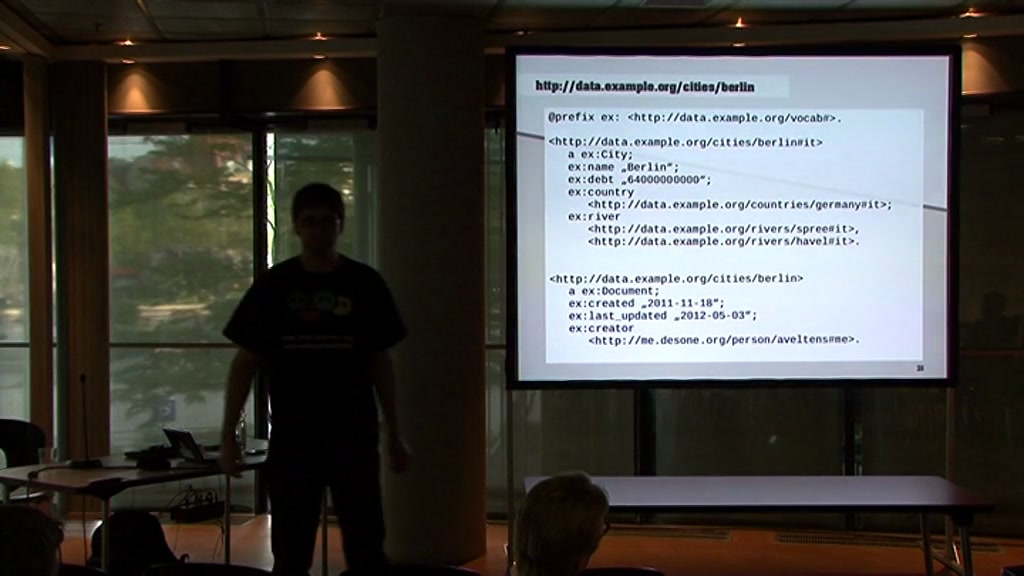 http://data.example.org/cities/berlin
@prefix ex: <http://data.example.org/vocab#>.
<http://data.example.org/cities/berlin#it>
a ex:City;
ex:name „Berlin";
ex:debt „64000000000";
ex:country
<http://data.example.org/countries/germany#it>;
ex:river
<http://data.example.org/rivers/spree#it>,
<http://data.example.org/rivers/havel#it>.
<http://data.example.org/cities/berlin>
a ex:Document;
ex:created „2011-11-18";
ex:last_updated „2012-05-03";
ex:creator
<http://me.desone.org/person/aveltens#me>.